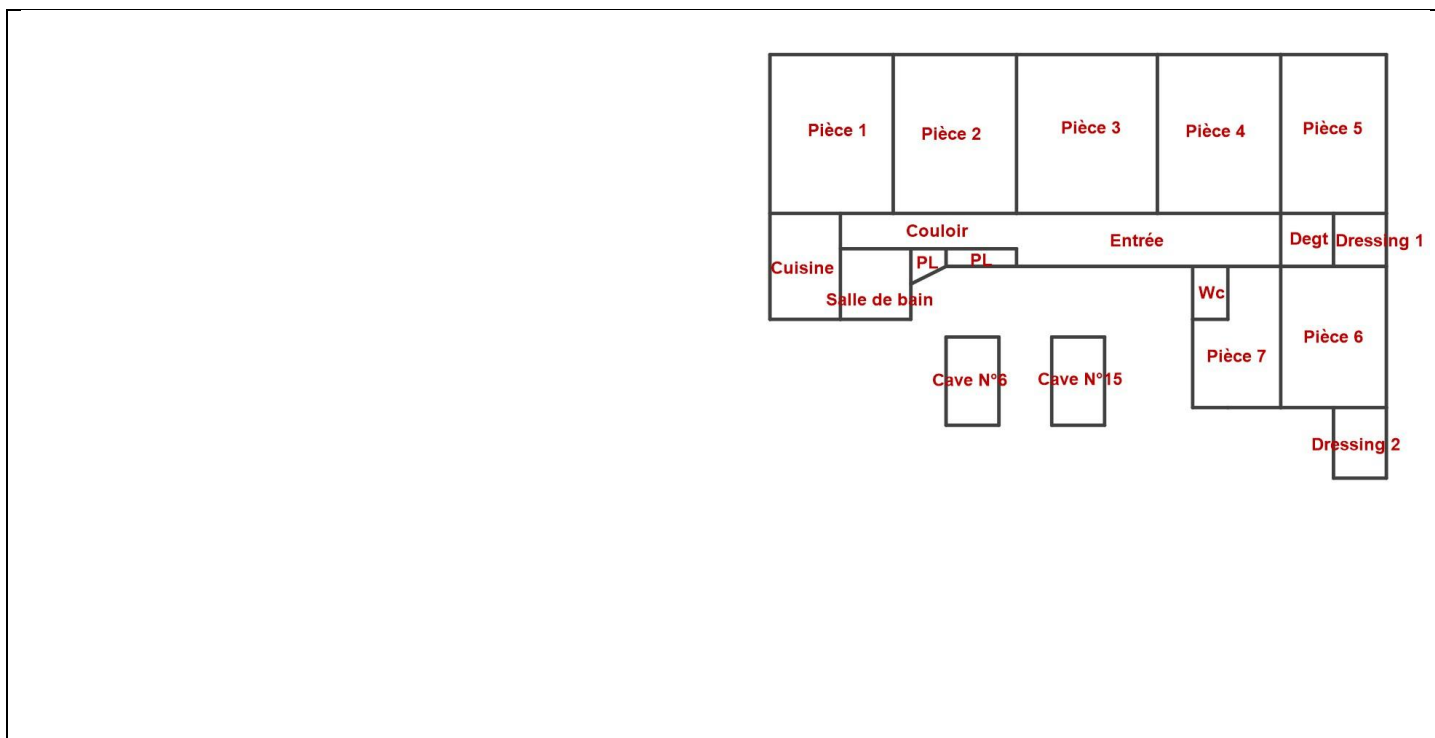 Pièce 1
Pièce 2
Pièce 3
Pièce 4
Pièce 5
Couloir
Entrée
Degt
Dressing 1
Cuisine
PL
PL
Salle de bain
Wc
Pièce 7
Pièce 6
Cave N°6
Cave N°15
Dressing 2